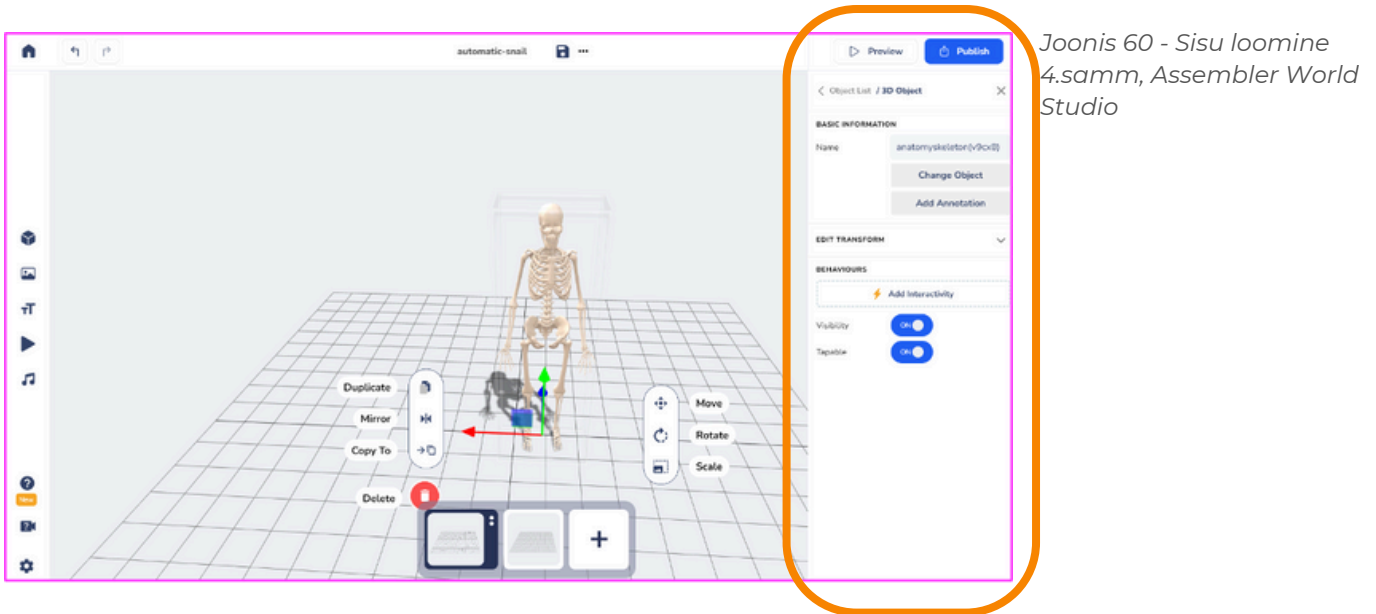 automatic-snail
Preview
Publish
Object List / 3D Object
BASIC INFORMATION
Name
anatomyskeleton(v9cx8)
Change Object
Add Annotation
EDIT TRANSFORM
BEHAVIOURS
Add Interactivity
Visibility
ON
Tapable
ON
Duplicate
Mirror
Copy To
Delete
Move
Rotate
Scale
New
Joonis 60 - Sisu loomine
4.samm, Assembler World
Studio